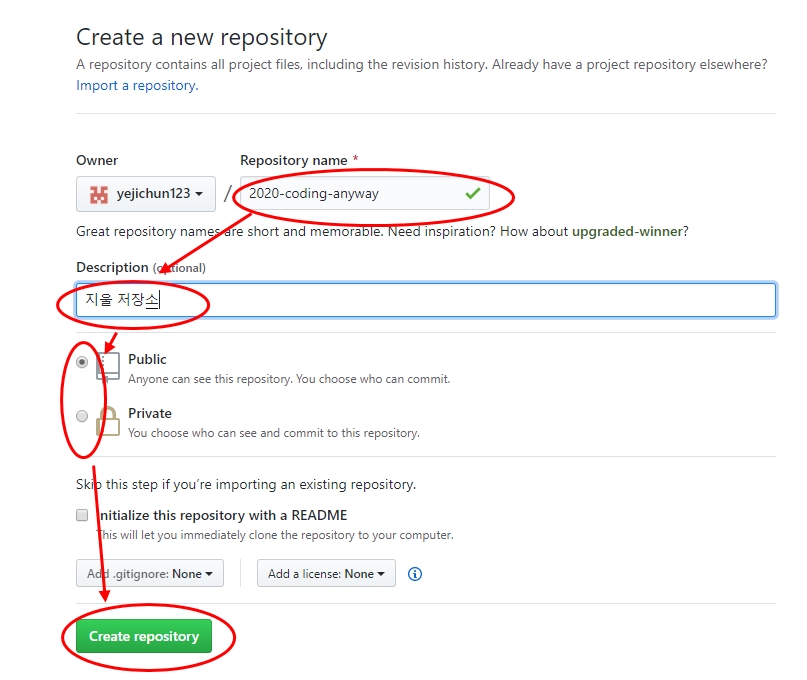 Create a new repository
A repository contains all project files, including the revision history. Already have a project repository elsewhere?
Import a repository.
Owner
Repository name *
yejichun123
/
2020-coding-anyway
Great repository names are short and memorable. Need inspiration? How about upgraded-winner?
Description (optional)
지울 저장소
Public
Anyone can see this repository. You choose who can commit.
Private
You choose who can see and commit to this repository.
Skip this step if you're importing an existing repository.
Initialize this repository with a README
This will let you immediately clone the repository to your computer.
Add .gitignore: None
Add a license: None
Create repository